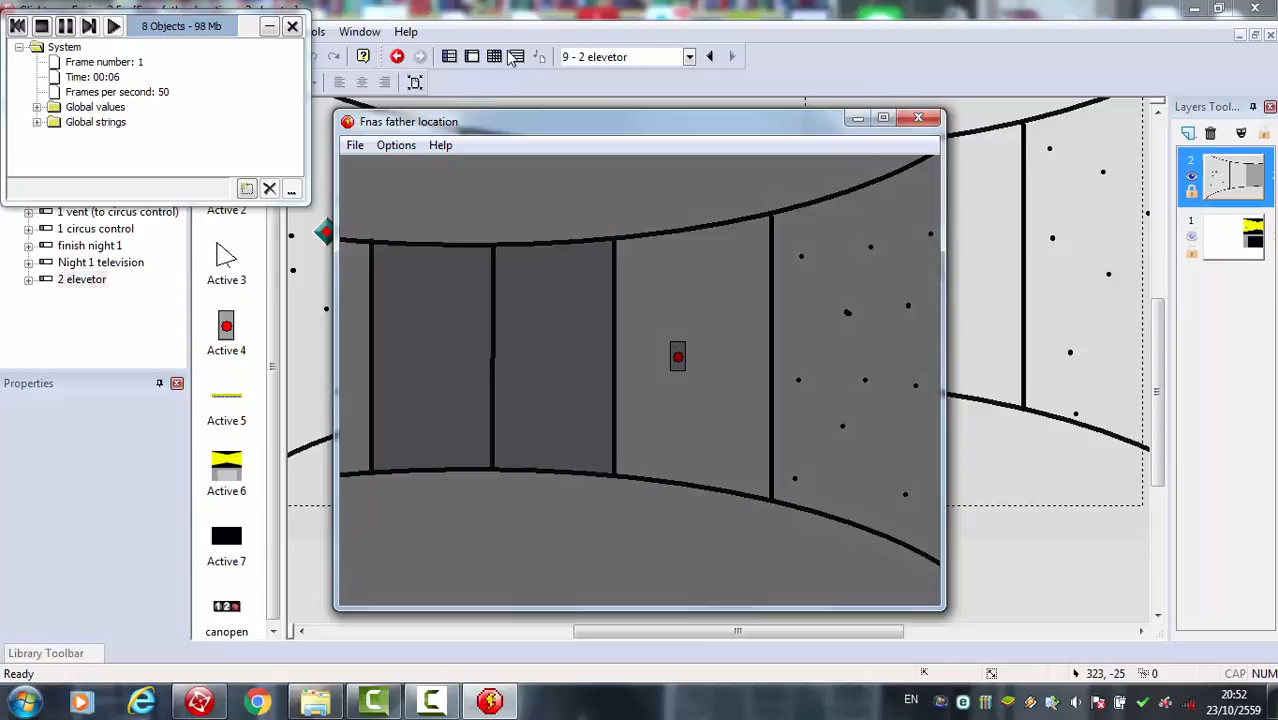 8 Objects - 98 Mb
Window
Help
System
Frame number: 1
Time: 00:06
Frames per second: 50
Global values
Global strings
9 - 2 elevetor
Layers Tool...
Fnas father location
File
Options
Help
2
1
1 vent (to circus control)
1 circus control
finish night 1
Night 1 television
2 elevetor
Active 2
Active 3
Active 4
Active 5
Active 6
Active 7
canopen
Properties
Library Toolbar
Ready
323, -25
0
CAP
NUM
EN
20:52
23/10/2559